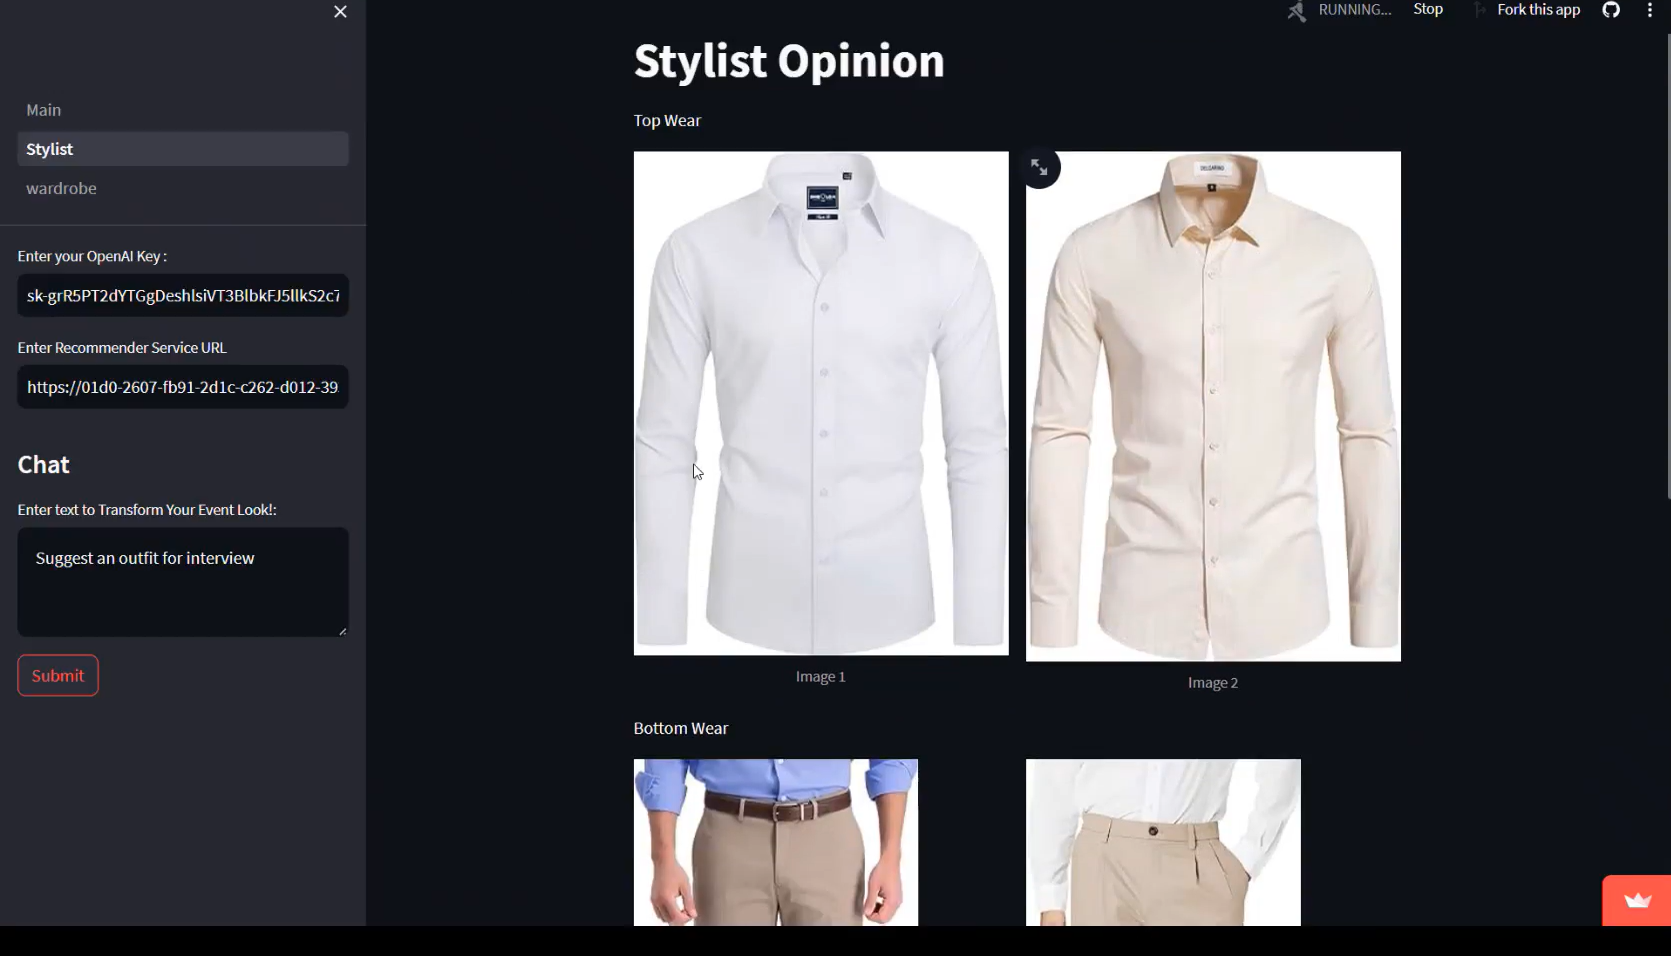 RUNNING...
Stop
Fork this app
Stylist Opinion
Main
Stylist
wardrobe
Top Wear
Enter your OpenAI Key :
Enter Recommender Service URL
https://01d0-2607-fb91-2d1c-c262-d012-39
Chat
Enter text to Transform Your Event Look!:
Suggest an outfit for interview
Submit
Image 1
Image 2
Bottom Wear